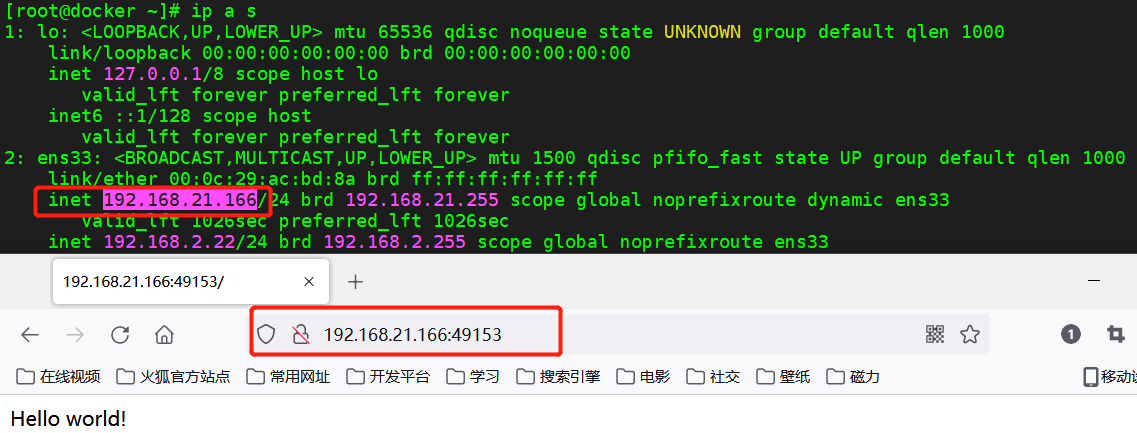 [root@docker ~]# ip a s
1: lo: <LOOPBACK,UP,LOWER_UP> mtu 65536 qdisc noqueue state UNKNOWN group default qlen 1000
link/loopback 00:00:00:00:00:00 brd 00:00:00:00:00:00
inet 127.0.0.1/8 scope host lo
valid_lft forever preferred_lft forever
inet6 ::1/128 scope host
valid_lft forever preferred_lft forever
2: ens33: <BROADCAST,MULTICAST,UP,LOWER_UP> mtu 1500 qdisc pfifo_fast state UP group default qlen 1000
link/ether 00:0c:29:ac:bd:8a brd ff:ff:ff:ff:ff:ff
inet 192.168.21.166/24 brd 192.168.21.255 scope global noprefixroute dynamic ens33
valid_lft 1026sec preferred_lft 1026sec
inet 192.168.2.22/24 brd 192.168.2.255 scope global noprefixroute ens33
192.168.21.166:49153/
192.168.21.166:49153 1
在线视频 火狐官方站点 常用网址 开发平台 学习 搜索引擎 电影 社交 壁纸 磁力 移动
Hello world!